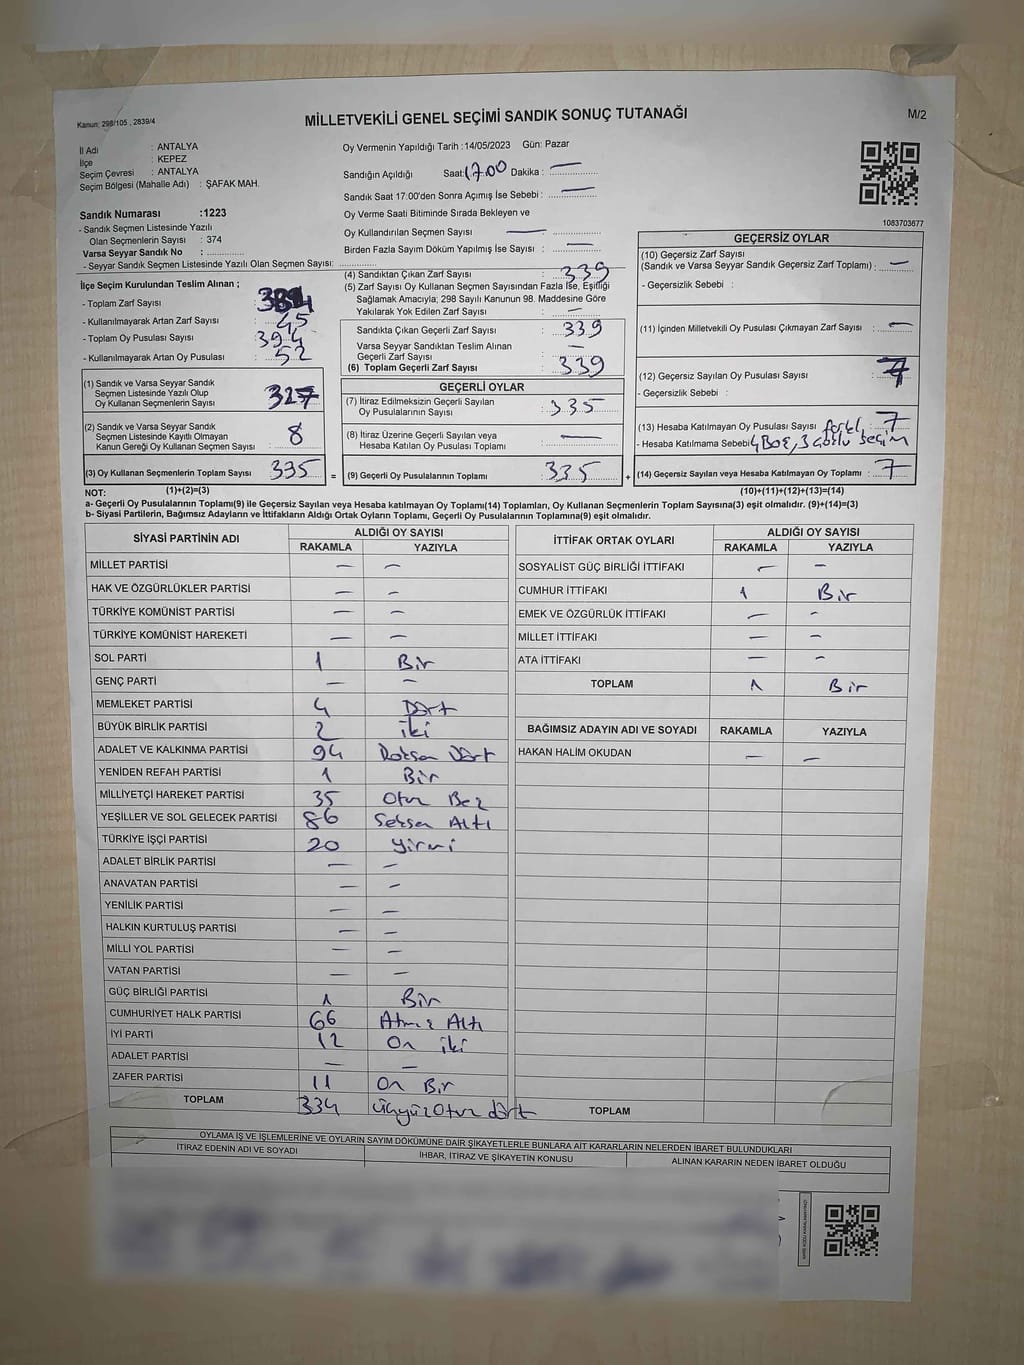 Kanun: 298/105 , 2839/4
MİLLETVEKİLİ GENEL SEÇİMİ SANDIK SONUÇ TUTANAĞI
M/2
İl Adı : ANTALYA
İlçe : KEPEZ
Seçim Çevresi : ANTALYA
Seçim Bölgesi (Mahalle Adı) : ŞAFAK MAH.
Sandık Numarası :1223
- Sandık Seçmen Listesinde Yazılı
Olan Seçmenlerin Sayısı : 374
Varsa Seyyar Sandık No :
- Seyyar Sandık Seçmen Listesinde Yazılı Olan Seçmen Sayısı:
İlçe Seçim Kurulundan Teslim Alınan ;
- Toplam Zarf Sayısı :
- Kullanılmayarak Artan Zarf Sayısı : 45
- Toplam Oy Pusulası Sayısı : 394
- Kullanılmayarak Artan Oy Pusulası : 52
(1) Sandık ve Varsa Seyyar Sandık
Seçmen Listesinde Yazılı Olup
Oy Kullanan Seçmenlerin Sayısı : 327
(2) Sandık ve Varsa Seyyar Sandık
Seçmen Listesinde Kayıtlı Olmayan
Kanun Gereği Oy Kullanan Seçmen Sayısı : 8
(3) Oy Kullanan Seçmenlerin Toplam Sayısı : 335 =
Oy Vermenin Yapıldığı Tarih :14/05/2023 Gün: Pazar
Sandığın Açıldığı Saat: 17.00 Dakika : —
Sandık Saat 17:00'den Sonra Açımış İse Sebebi : —
Oy Verme Saati Bitiminde Sırada Bekleyen ve
Oy Kullandırılan Seçmen Sayısı — :
Birden Fazla Sayım Döküm Yapılmış İse Sayısı : —
(4) Sandıktan Çıkan Zarf Sayısı : 339
(5) Zarf Sayısı Oy Kullanan Seçmen Sayısından Fazla İse, Eşitliği
Sağlamak Amacıyla; 298 Sayılı Kanunun 98. Maddesine Göre
Yakılarak Yok Edilen Zarf Sayısı : —
Sandıkta Çıkan Geçerli Zarf Sayısı : 339
Varsa Seyyar Sandıktan Teslim Alınan
Geçerli Zarf Sayısı : —
(6) Toplam Geçerli Zarf Sayısı : 339
GEÇERLİ OYLAR
(7) İtiraz Edilmeksizin Geçerli Sayılan
Oy Pusulalarının Sayısı : 335
(8) İtiraz Üzerine Geçerli Sayılan veya
Hesaba Katılan Oy Pusulası Toplamı : —
(9) Geçerli Oy Pusulalarının Toplamı : 335 +
1083703677
GEÇERSİZ OYLAR
(10) Geçersiz Zarf Sayısı
(Sandık ve Varsa Seyyar Sandık Geçersiz Zarf Toplamı) : —
- Geçersizlik Sebebi :
(11) İçinden Milletvekili Oy Pusulası Çıkmayan Zarf Sayısı : —
(12) Geçersiz Sayılan Oy Pusulası Sayısı :
- Geçersizlik Sebebi :
(13) Hesaba Katılmayan Oy Pusulası Sayısı : 7
- Hesaba Katılmama Sebebi : 4 BOŞ, 3 seçim
(14) Geçersiz Sayılan veya Hesaba Katılmayan Oy Toplamı : 7
NOT: (1)+(2)=(3) (10)+(11)+(12)+(13)=(14)
a- Geçerli Oy Pusulalarının Toplamı(9) ile Geçersiz Sayılan veya Hesaba katılmayan Oy Toplamı(14) Toplamları, Oy Kullanan Seçmenlerin Toplam Sayısına(3) eşit olmalıdır. (9)+(14)=(3)
b- Siyasi Partilerin, Bağımsız Adayların ve İttifakların Aldığı Ortak Oyların Toplamı, Geçerli Oy Pusulalarının Toplamına(9) eşit olmalıdır.
SİYASİ PARTİNİN ADI ALDIĞI OY SAYISI
RAKAMLA YAZIYLA
MİLLET PARTİSİ — —
HAK VE ÖZGÜRLÜKLER PARTİSİ — —
TÜRKİYE KOMÜNİST PARTİSİ — —
TÜRKİYE KOMÜNİST HAREKETİ — —
SOL PARTİ 1 Bir
GENÇ PARTİ — —
MEMLEKET PARTİSİ 4 Dört
BÜYÜK BİRLİK PARTİSİ 2 iki
ADALET VE KALKINMA PARTİSİ 94 Doksan Dört
YENİDEN REFAH PARTİSİ 1 Bir
MİLLİYETÇİ HAREKET PARTİSİ 35 Otuz Beş
YEŞİLLER VE SOL GELECEK PARTİSİ 86 Seksen Altı
TÜRKİYE İŞÇİ PARTİSİ 20 Yirmi
ADALET BİRLİK PARTİSİ — —
ANAVATAN PARTİSİ — —
YENİLİK PARTİSİ — —
HALKIN KURTULUŞ PARTİSİ — —
MİLLİ YOL PARTİSİ — —
VATAN PARTİSİ — —
GÜÇ BİRLİĞİ PARTİSİ 1 Bir
CUMHURİYET HALK PARTİSİ 66 Atmış Altı
İYİ PARTİ 12 On iki
ADALET PARTİSİ — —
ZAFER PARTİSİ 11 On Bir
TOPLAM 334 üçyüz Otuz dört
İTTİFAK ORTAK OYLARI ALDIĞI OY SAYISI
RAKAMLA YAZIYLA
SOSYALİST GÜÇ BİRLİĞİ İTTİFAKI — —
CUMHUR İTTİFAKI 1 Bir
EMEK VE ÖZGÜRLÜK İTTİFAKI — —
MİLLET İTTİFAKI — —
ATA İTTİFAKI — —
TOPLAM 1 Bir
BAĞIMSIZ ADAYIN ADI VE SOYADI RAKAMLA YAZIYLA
HAKAN HALİM OKUDAN — —
TOPLAM
OYLAMA İŞ VE İŞLEMLERİNE VE OYLARIN SAYIM DÖKÜMÜNE DAİR ŞİKAYETLERLE BUNLARA AİT KARARLARIN NELERDEN İBARET BULUNDUKLARI
İTİRAZ EDENİN ADI VE SOYADI İHBAR, İTİRAZ VE ŞİKAYETİN KONUSU ALINAN KARARIN NEDEN İBARET OLDUĞU